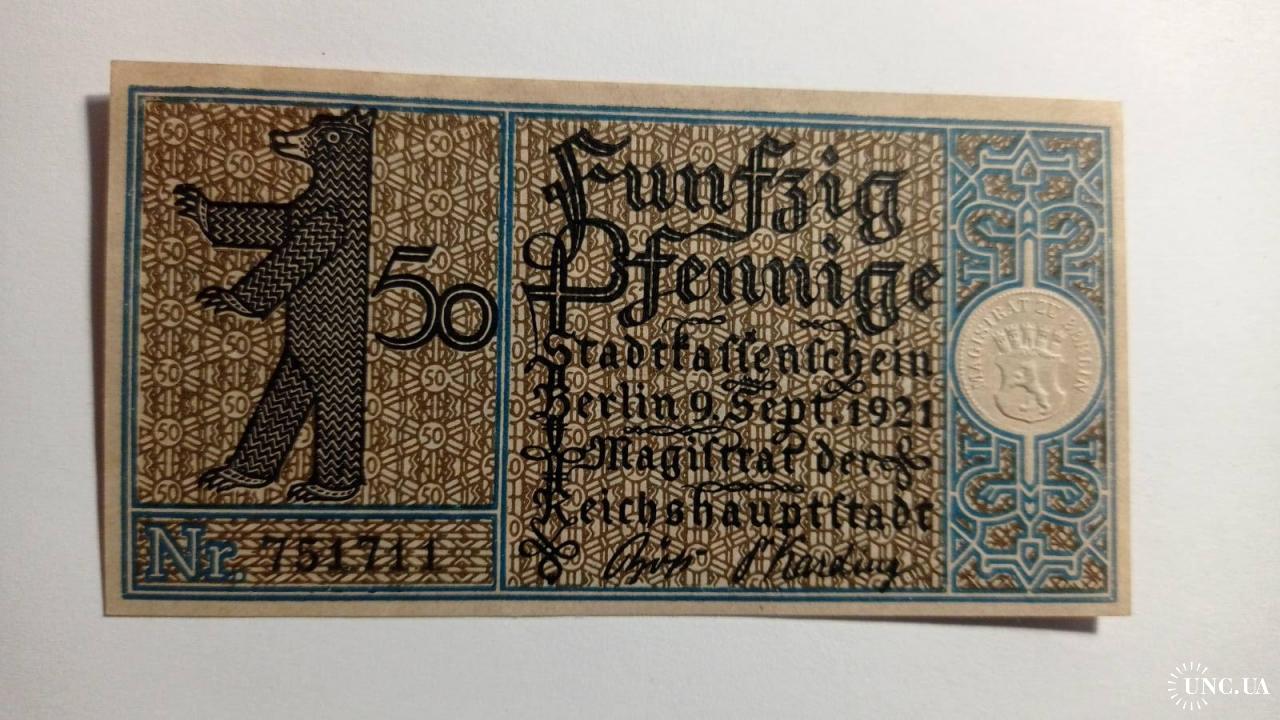 50
Funfzig
Pfennige
Stadtkaſſenſchein
Berlin 9. Sept. 1921
Magiſtrat der
Reichshauptſtadt
Nr. 751711
MAGISTRAT ZU BERLIN
UNC.UA